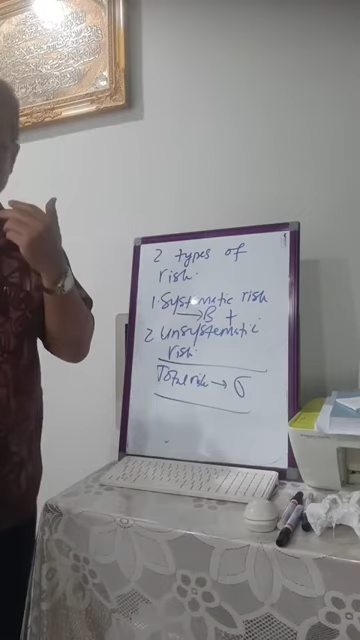 2 types of
risk.
1. Systematic risk
→ B +
2. Unsystematic
risk.
Total risk → σ